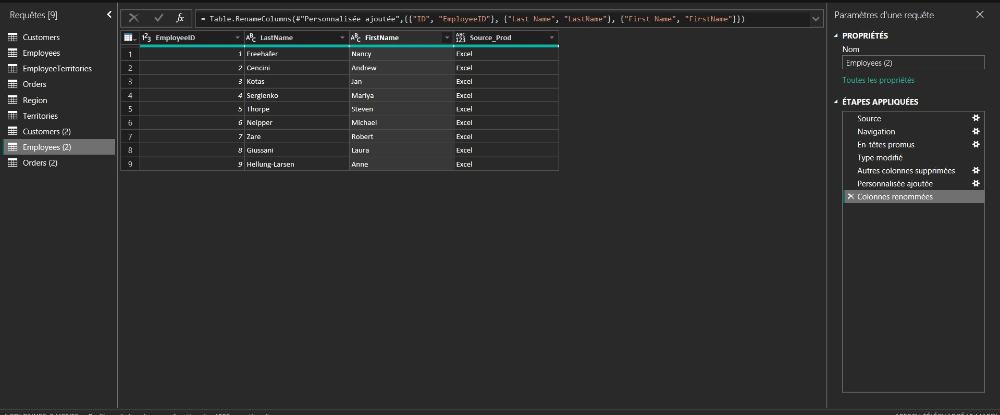 Requêtes [9]
Customers
Employees
EmployeeTerritories
Orders
Region
Territories
Customers (2)
Employees (2)
Orders (2)
fx
= Table.RenameColumns(#"Personnalisée ajoutée",{{"ID", "EmployeeID"}, {"Last Name", "LastName"}, {"First Name", "FirstName"}})
1²3 EmployeeID ABC LastName ABC FirstName ABC 123 Source_Prod
1 1 Freehafer Nancy Excel
2 2 Cencini Andrew Excel
3 3 Kotas Jan Excel
4 4 Sergienko Mariya Excel
5 5 Thorpe Steven Excel
6 6 Neipper Michael Excel
7 7 Zare Robert Excel
8 8 Giussani Laura Excel
9 9 Hellung-Larsen Anne Excel
Paramètres d'une requête
PROPRIÉTÉS
Nom
Employees (2)
Toutes les propriétés
ÉTAPES APPLIQUÉES
Source
Navigation
En-têtes promus
Type modifié
Autres colonnes supprimées
Personnalisée ajoutée
Colonnes renommées